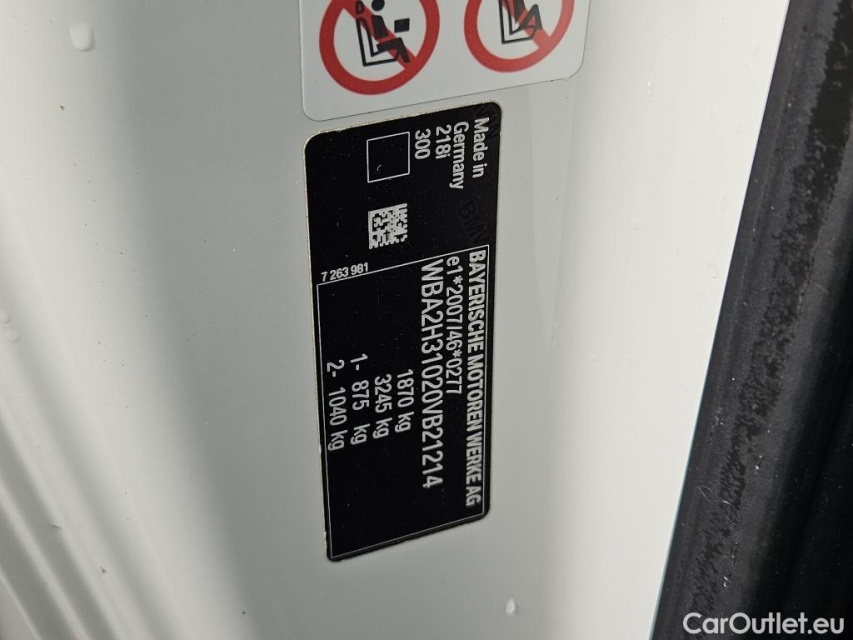 Made in
Germany
218i
300
7 263 981
BAYERISCHE MOTOREN WERKE AG
e1*2007/46*0277
WBA2H31020VB21214
1870 kg
3245 kg
1- 875 kg
2- 1040 kg
CarOutlet.eu